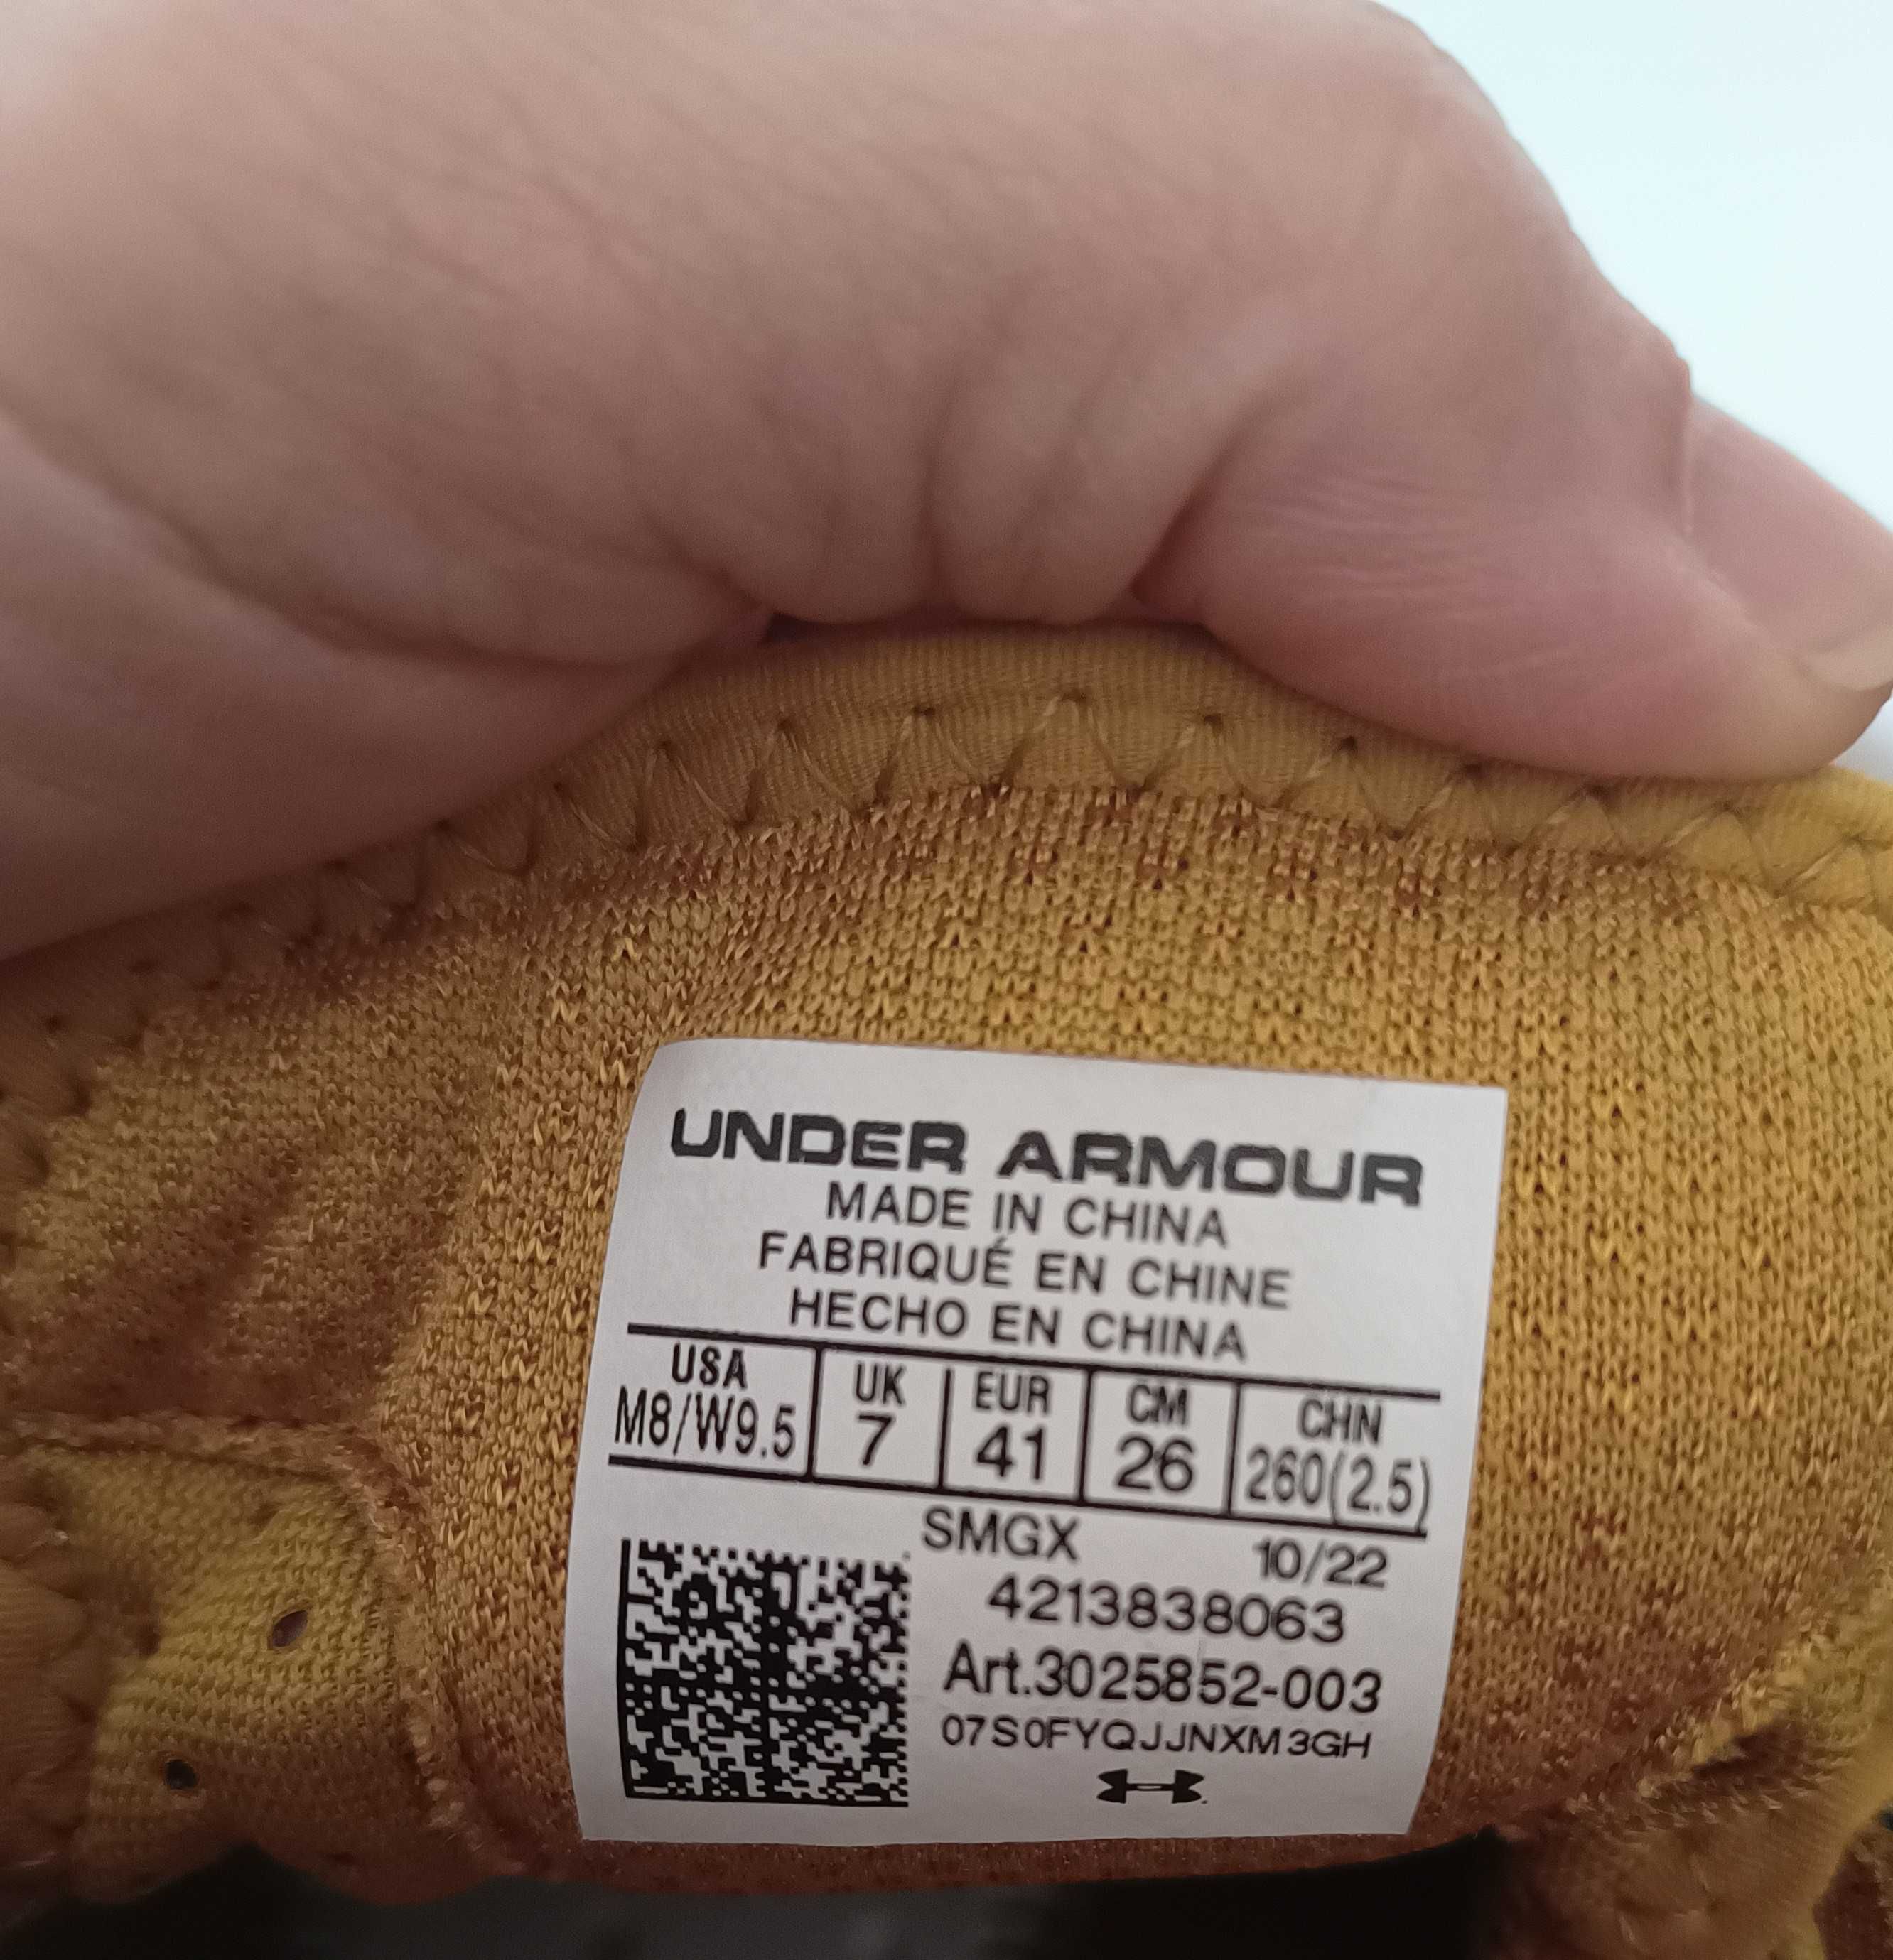 UNDER ARMOUR
MADE IN CHINA
FABRIQUÉ EN CHINE
HECHO EN CHINA
USA UK EUR CM CHN
M8/W9.5 7 41 26 260(2.5)
SMGX 10/22
4213838063
Art.3025852-003
07S0FYQJJNXM3GH